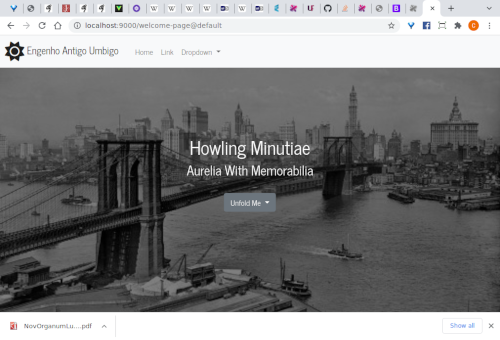 localhost:9000/welcome-page@default
Engenho Antigo Umbigo
Home Link Dropdown
Howling Minutiae
Aurelia With Memorabilia
Unfold Me
NovOrganumLu....pdf
Show all